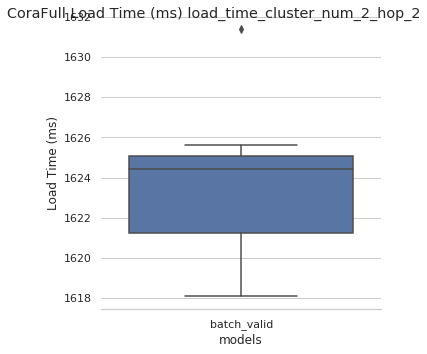 CoraFull Load Time (ms) load_time_cluster_num_2_hop_2
1632
1630
1628
1626
1624
1622
1620
1618
Load Time (ms)
batch_valid
models